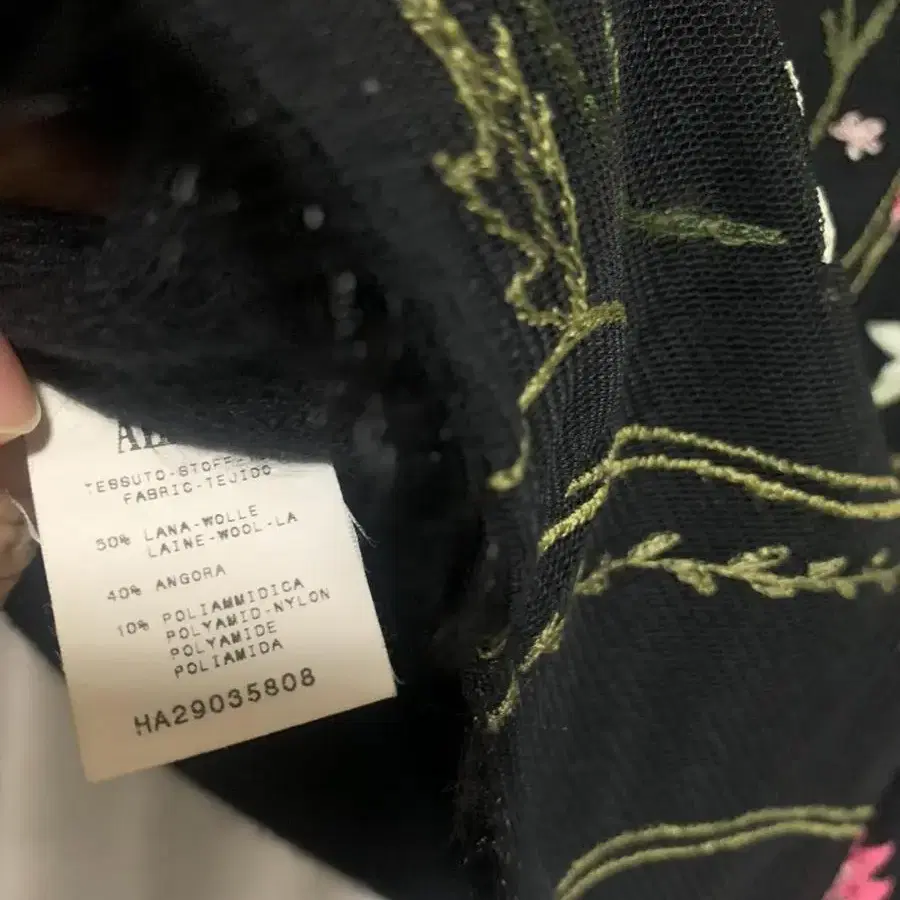 TESSUTO-STOFF
FABRIC-TEJIDO
50% LANA-WOLLE
LAINE-WOOL-LA
40% ANGORA
10% POLIAMMIDICA
POLYAMID-NYLON
POLYAMIDE
POLIAMIDA
HA29035808